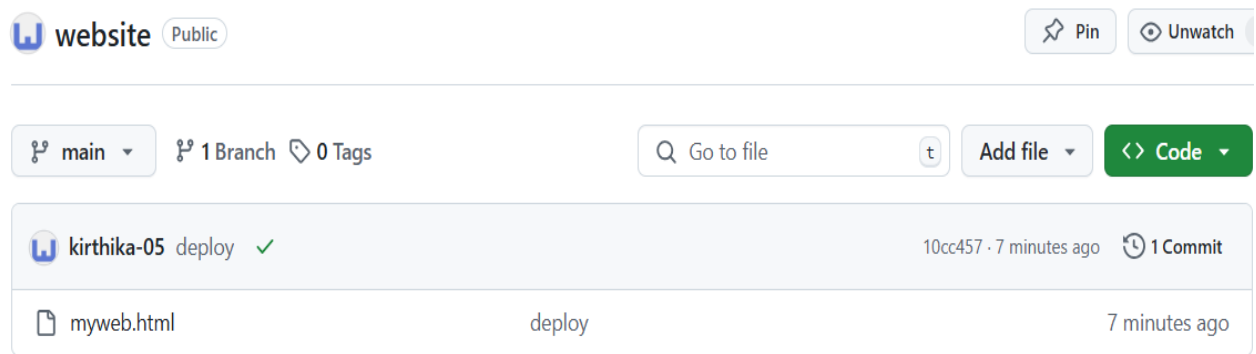 website Public Pin Unwatch
main 1 Branch 0 Tags Go to file t Add file Code
kirthika-05 deploy 10cc457 · 7 minutes ago 1 Commit
myweb.html deploy 7 minutes ago